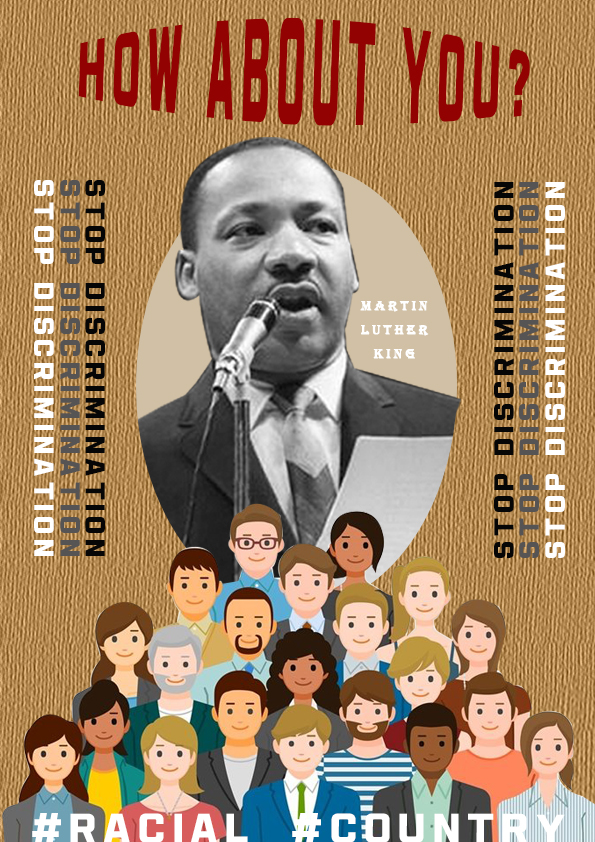 HOW ABOUT YOU?
STOP DISCRIMINATION
STOP DISCRIMINATION
STOP DISCRIMINATION
MARTIN
LUTHER
KING
STOP DISCRIMINATION
STOP DISCRIMINATION
STOP DISCRIMINATION
#RACIAL #COUNTRY